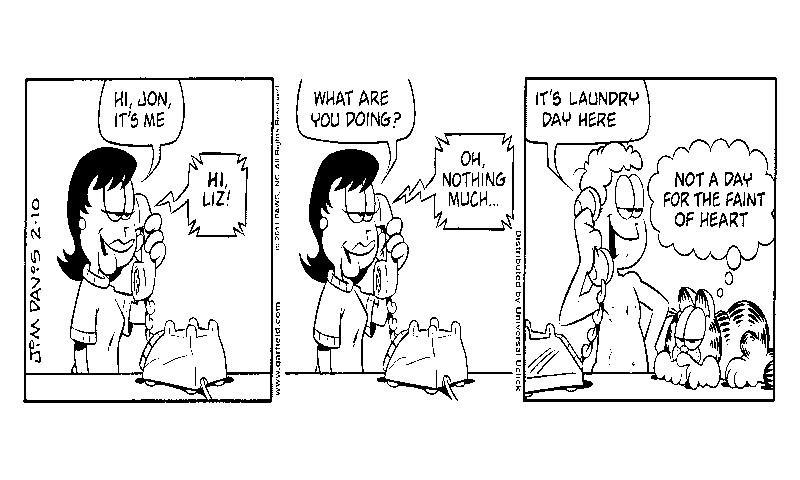 HI, JON,
IT'S ME
HI,
LIZ!
JPM DAVIS 2·10
WHAT ARE
YOU DOING?
OH,
NOTHING
MUCH...
www.garfield.com
IT'S LAUNDRY
DAY HERE
NOT A DAY
FOR THE FAINT
OF HEART
Distributed by Universal Uclick